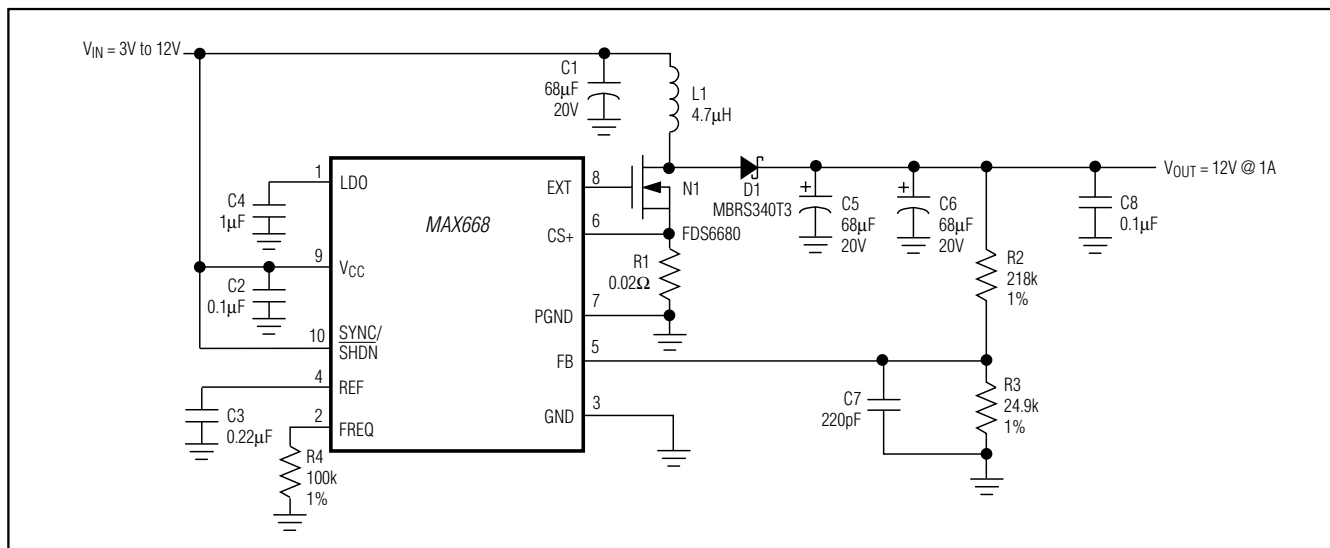 V_IN = 3V to 12V
C1
68µF
20V
L1
4.7µH
1
LDO
C4
1µF
MAX668
EXT
8
N1
FDS6680
D1
MBRS340T3
+
C5
68µF
20V
+
C6
68µF
20V
C8
0.1µF
V_OUT = 12V @ 1A
6
CS+
R1
0.02Ω
9
V_CC
C2
0.1µF
R2
218k
1%
7
PGND
10
SYNC/
SHDN
5
FB
4
REF
C3
0.22µF
2
FREQ
3
GND
C7
220pF
R3
24.9k
1%
R4
100k
1%